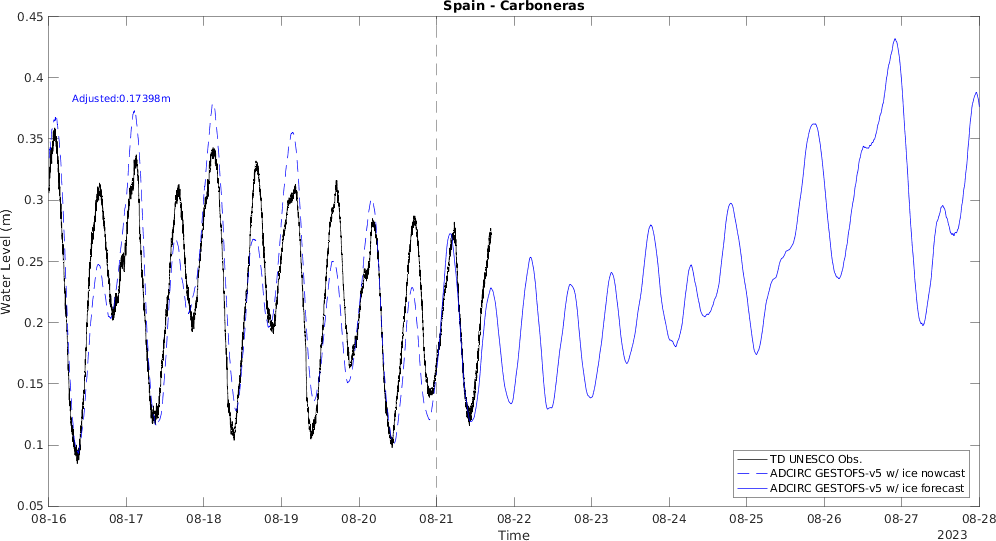 Spain - Carboneras
0.45
0.4
0.35
0.3
0.25
0.2
0.15
0.1
0.05
Water Level (m)
Adjusted:0.17398m
TD UNESCO Obs.
ADCIRC GESTOFS-v5 w/ ice nowcast
ADCIRC GESTOFS-v5 w/ ice forecast
08-16 08-17 08-18 08-19 08-20 08-21 08-22 08-23 08-24 08-25 08-26 08-27 08-28
Time
2023